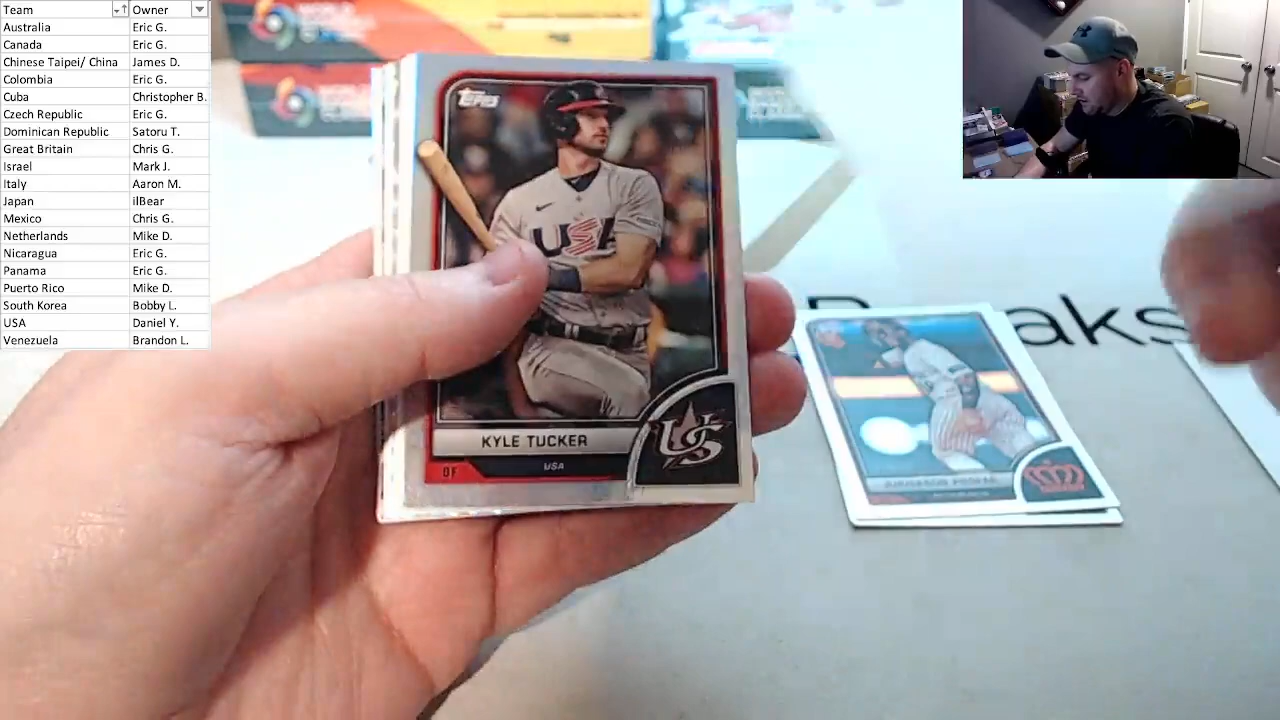 Team Owner
Australia Eric G.
Canada Eric G.
Chinese Taipei/ China James D.
Colombia Eric G.
Cuba Christopher B.
Czech Republic Eric G.
Dominican Republic Satoru T.
Great Britain Chris G.
Israel Mark J.
Italy Aaron M.
Japan ilBear
Mexico Chris G.
Netherlands Mike D.
Nicaragua Eric G.
Panama Eric G.
Puerto Rico Mike D.
South Korea Bobby L.
USA Daniel Y.
Venezuela Brandon L.
Topps
USA
KYLE TUCKER
US
OF USA